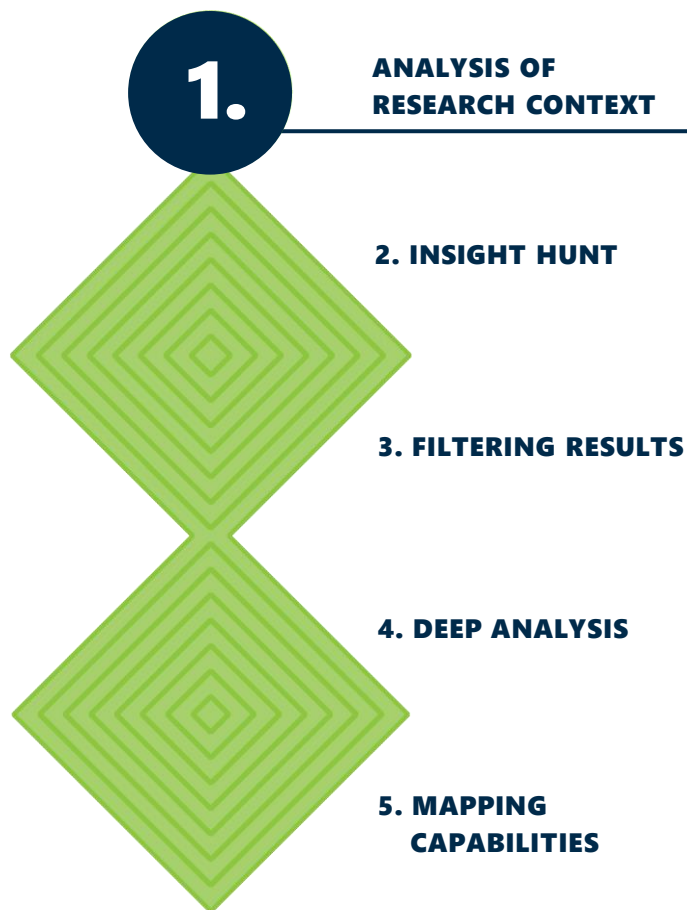 1.
ANALYSIS OF
RESEARCH CONTEXT
2. INSIGHT HUNT
3. FILTERING RESULTS
4. DEEP ANALYSIS
5. MAPPING
CAPABILITIES